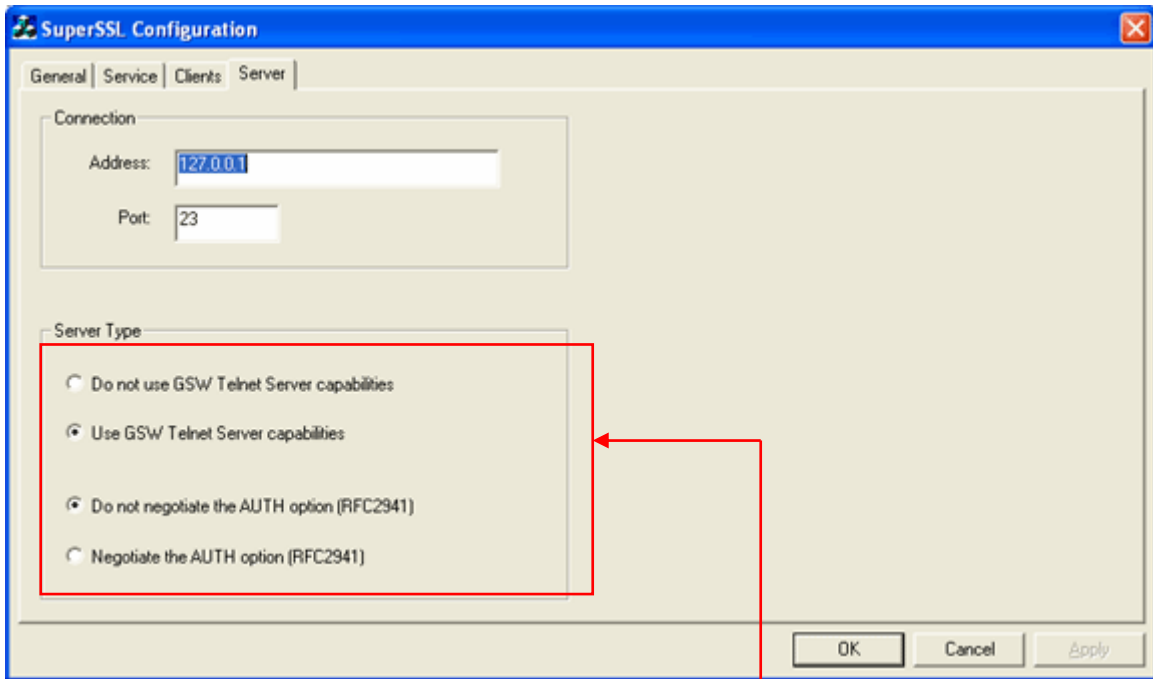 SuperSSL Configuration
General Service Clients Server
Connection
Address: 127.0.0.1
Port: 23
Server Type
Do not use GSW Telnet Server capabilities
Use GSW Telnet Server capabilities
Do not negotiate the AUTH option (RFC2941)
Negotiate the AUTH option (RFC2941)
OK Cancel Apply